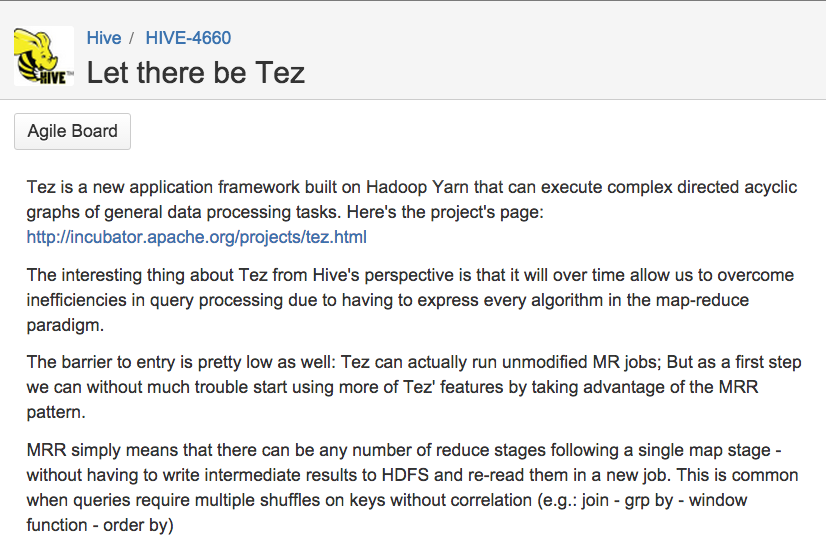 HIVE™
Hive / HIVE-4660
Let there be Tez
Agile Board
Tez is a new application framework built on Hadoop Yarn that can execute complex directed acyclic
graphs of general data processing tasks. Here's the project's page:
http://incubator.apache.org/projects/tez.html
The interesting thing about Tez from Hive's perspective is that it will over time allow us to overcome
inefficiencies in query processing due to having to express every algorithm in the map-reduce
paradigm.
The barrier to entry is pretty low as well: Tez can actually run unmodified MR jobs; But as a first step
we can without much trouble start using more of Tez' features by taking advantage of the MRR
pattern.
MRR simply means that there can be any number of reduce stages following a single map stage -
without having to write intermediate results to HDFS and re-read them in a new job. This is common
when queries require multiple shuffles on keys without correlation (e.g.: join - grp by - window
function - order by)